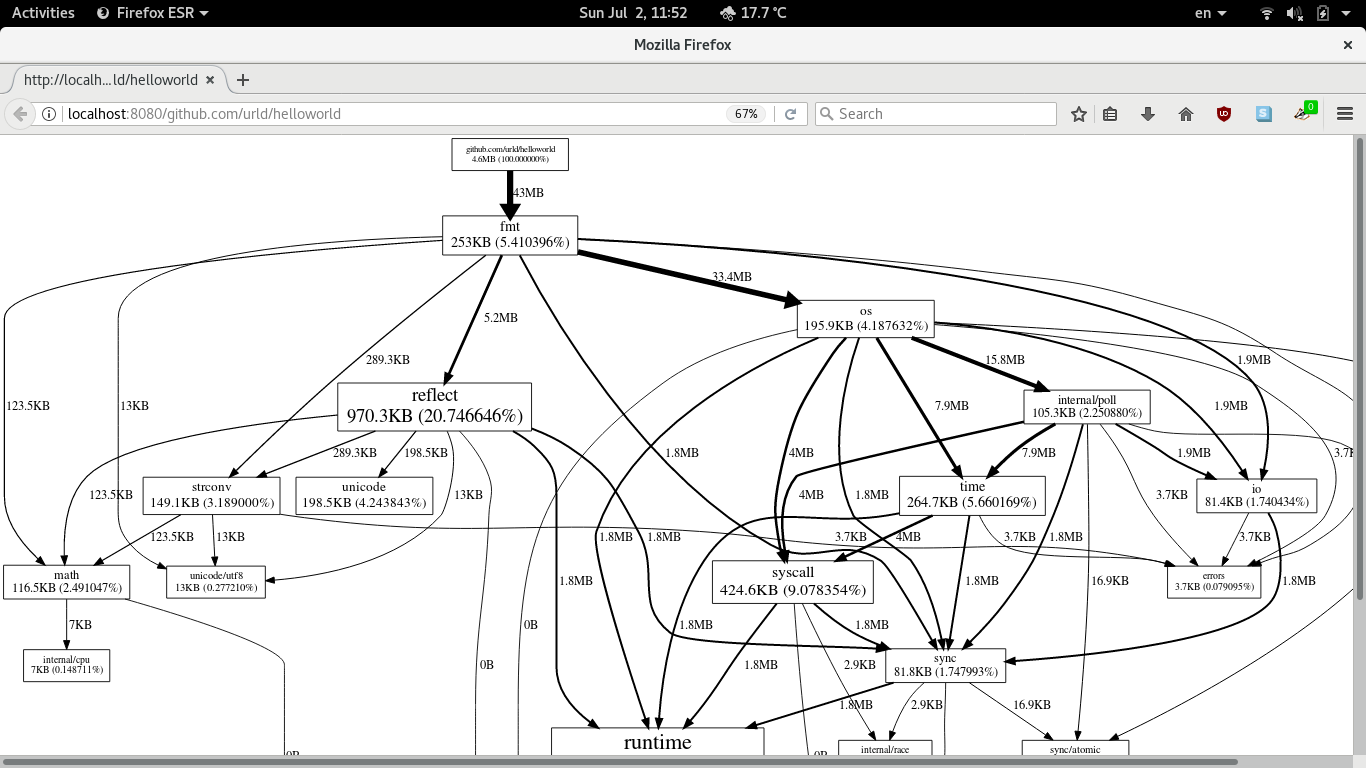 Activities Firefox ESR Sun Jul 2, 11:52 17.7 °C en
Mozilla Firefox
http://localh...ld/helloworld
localhost:8080/github.com/urld/helloworld 67% Search 0
github.com/urld/helloworld
4.6MB (100.000000%)
43MB
fmt
253KB (5.410396%)
33.4MB
os
195.9KB (4.187632%)
5.2MB
289.3KB
15.8MB
1.9MB
reflect
970.3KB (20.746646%)
internal/poll
105.3KB (2.250880%)
123.5KB
13KB
7.9MB
1.9MB
289.3KB
198.5KB
1.8MB
4MB
7.9MB
1.9MB
3.7
strconv
149.1KB (3.189000%)
unicode
198.5KB (4.243843%)
time
264.7KB (5.660169%)
io
81.4KB (1.740434%)
123.5KB
13KB
4MB
1.8MB
3.7KB
123.5KB
13KB
1.8MB
1.8MB
3.7KB
4MB
3.7KB
1.8MB
3.7KB
math
116.5KB (2.491047%)
unicode/utf8
13KB (0.277210%)
syscall
424.6KB (9.078354%)
errors
3.7KB (0.079095%)
1.8MB
1.8MB
16.9KB
1.8MB
7KB
0B
1.8MB
1.8MB
internal/cpu
7KB (0.148711%)
sync
81.8KB (1.747993%)
0B
1.8MB
2.9KB
1.8MB
2.9KB
16.9KB
runtime
internal/race
sync/atomic
0B
0B